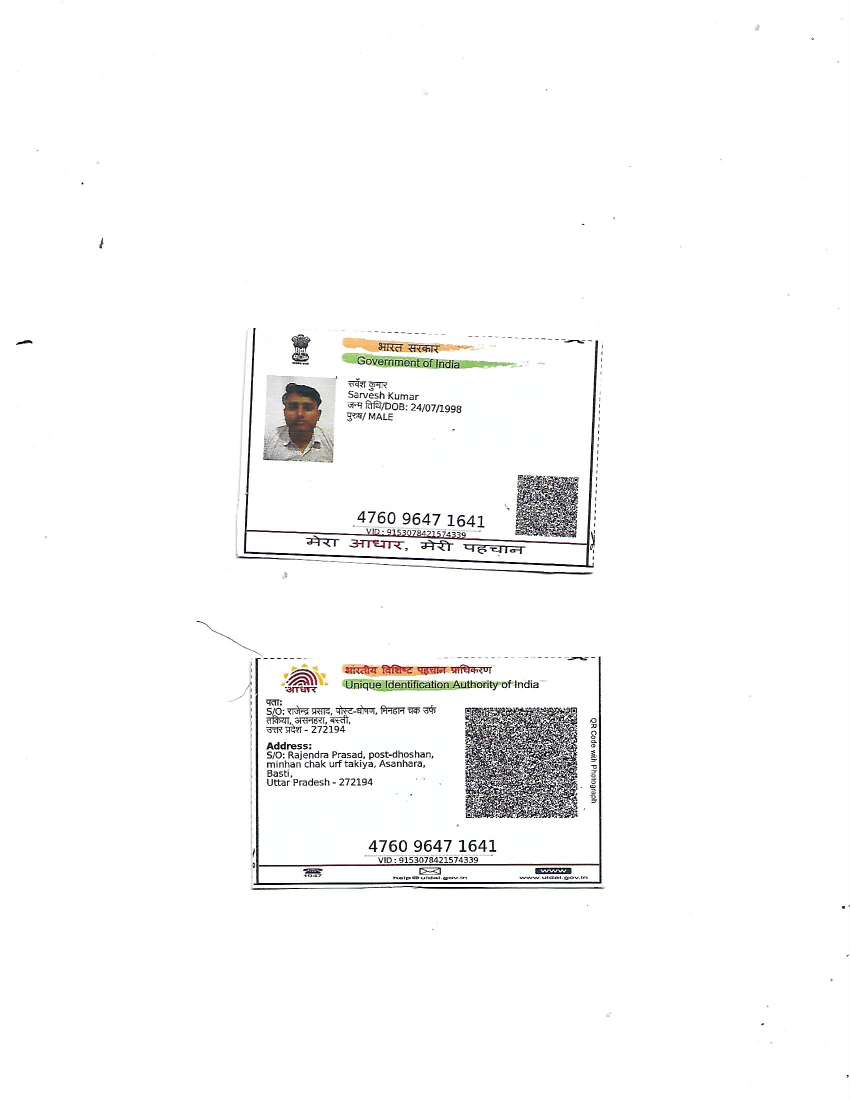 भारत सरकार
Government of India
सर्वेश कुमार
Sarvesh Kumar
जन्म तिथि/DOB: 24/07/1998
पुरुष/ MALE
4760 9647 1641
VID : 9153078421574339
मेरा आधार, मेरी पहचान
भारतीय विशिष्ट पहचान प्राधिकरण
Unique Identification Authority of India
आधार
पता:
S/O: राजेन्द्र प्रसाद, पोस्ट-धोषण, मिनहान चक उर्फ
तकिया, असनहरा, बस्ती,
उत्तर प्रदेश - 272194
Address:
S/O: Rajendra Prasad, post-dhoshan,
minhan chak urf takiya, Asanhara,
Basti,
Uttar Pradesh - 272194
QR Code with Photograph
4760 9647 1641
VID : 9153078421574339
1947
help@uidai.gov.in
www
www.uidai.gov.in